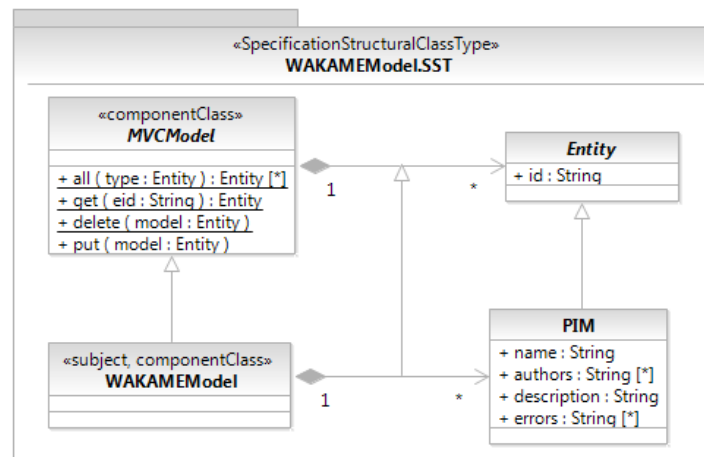 «SpecificationStructuralClassType»
WAKAMEModel.SST
«componentClass»
MVCModel
+ all ( type : Entity ) : Entity [*]
+ get ( eid : String ) : Entity
+ delete ( model : Entity )
+ put ( model : Entity )
1
*
Entity
+ id : String
«subject, componentClass»
WAKAMEModel
1
*
PIM
+ name : String
+ authors : String [*]
+ description : String
+ errors : String [*]